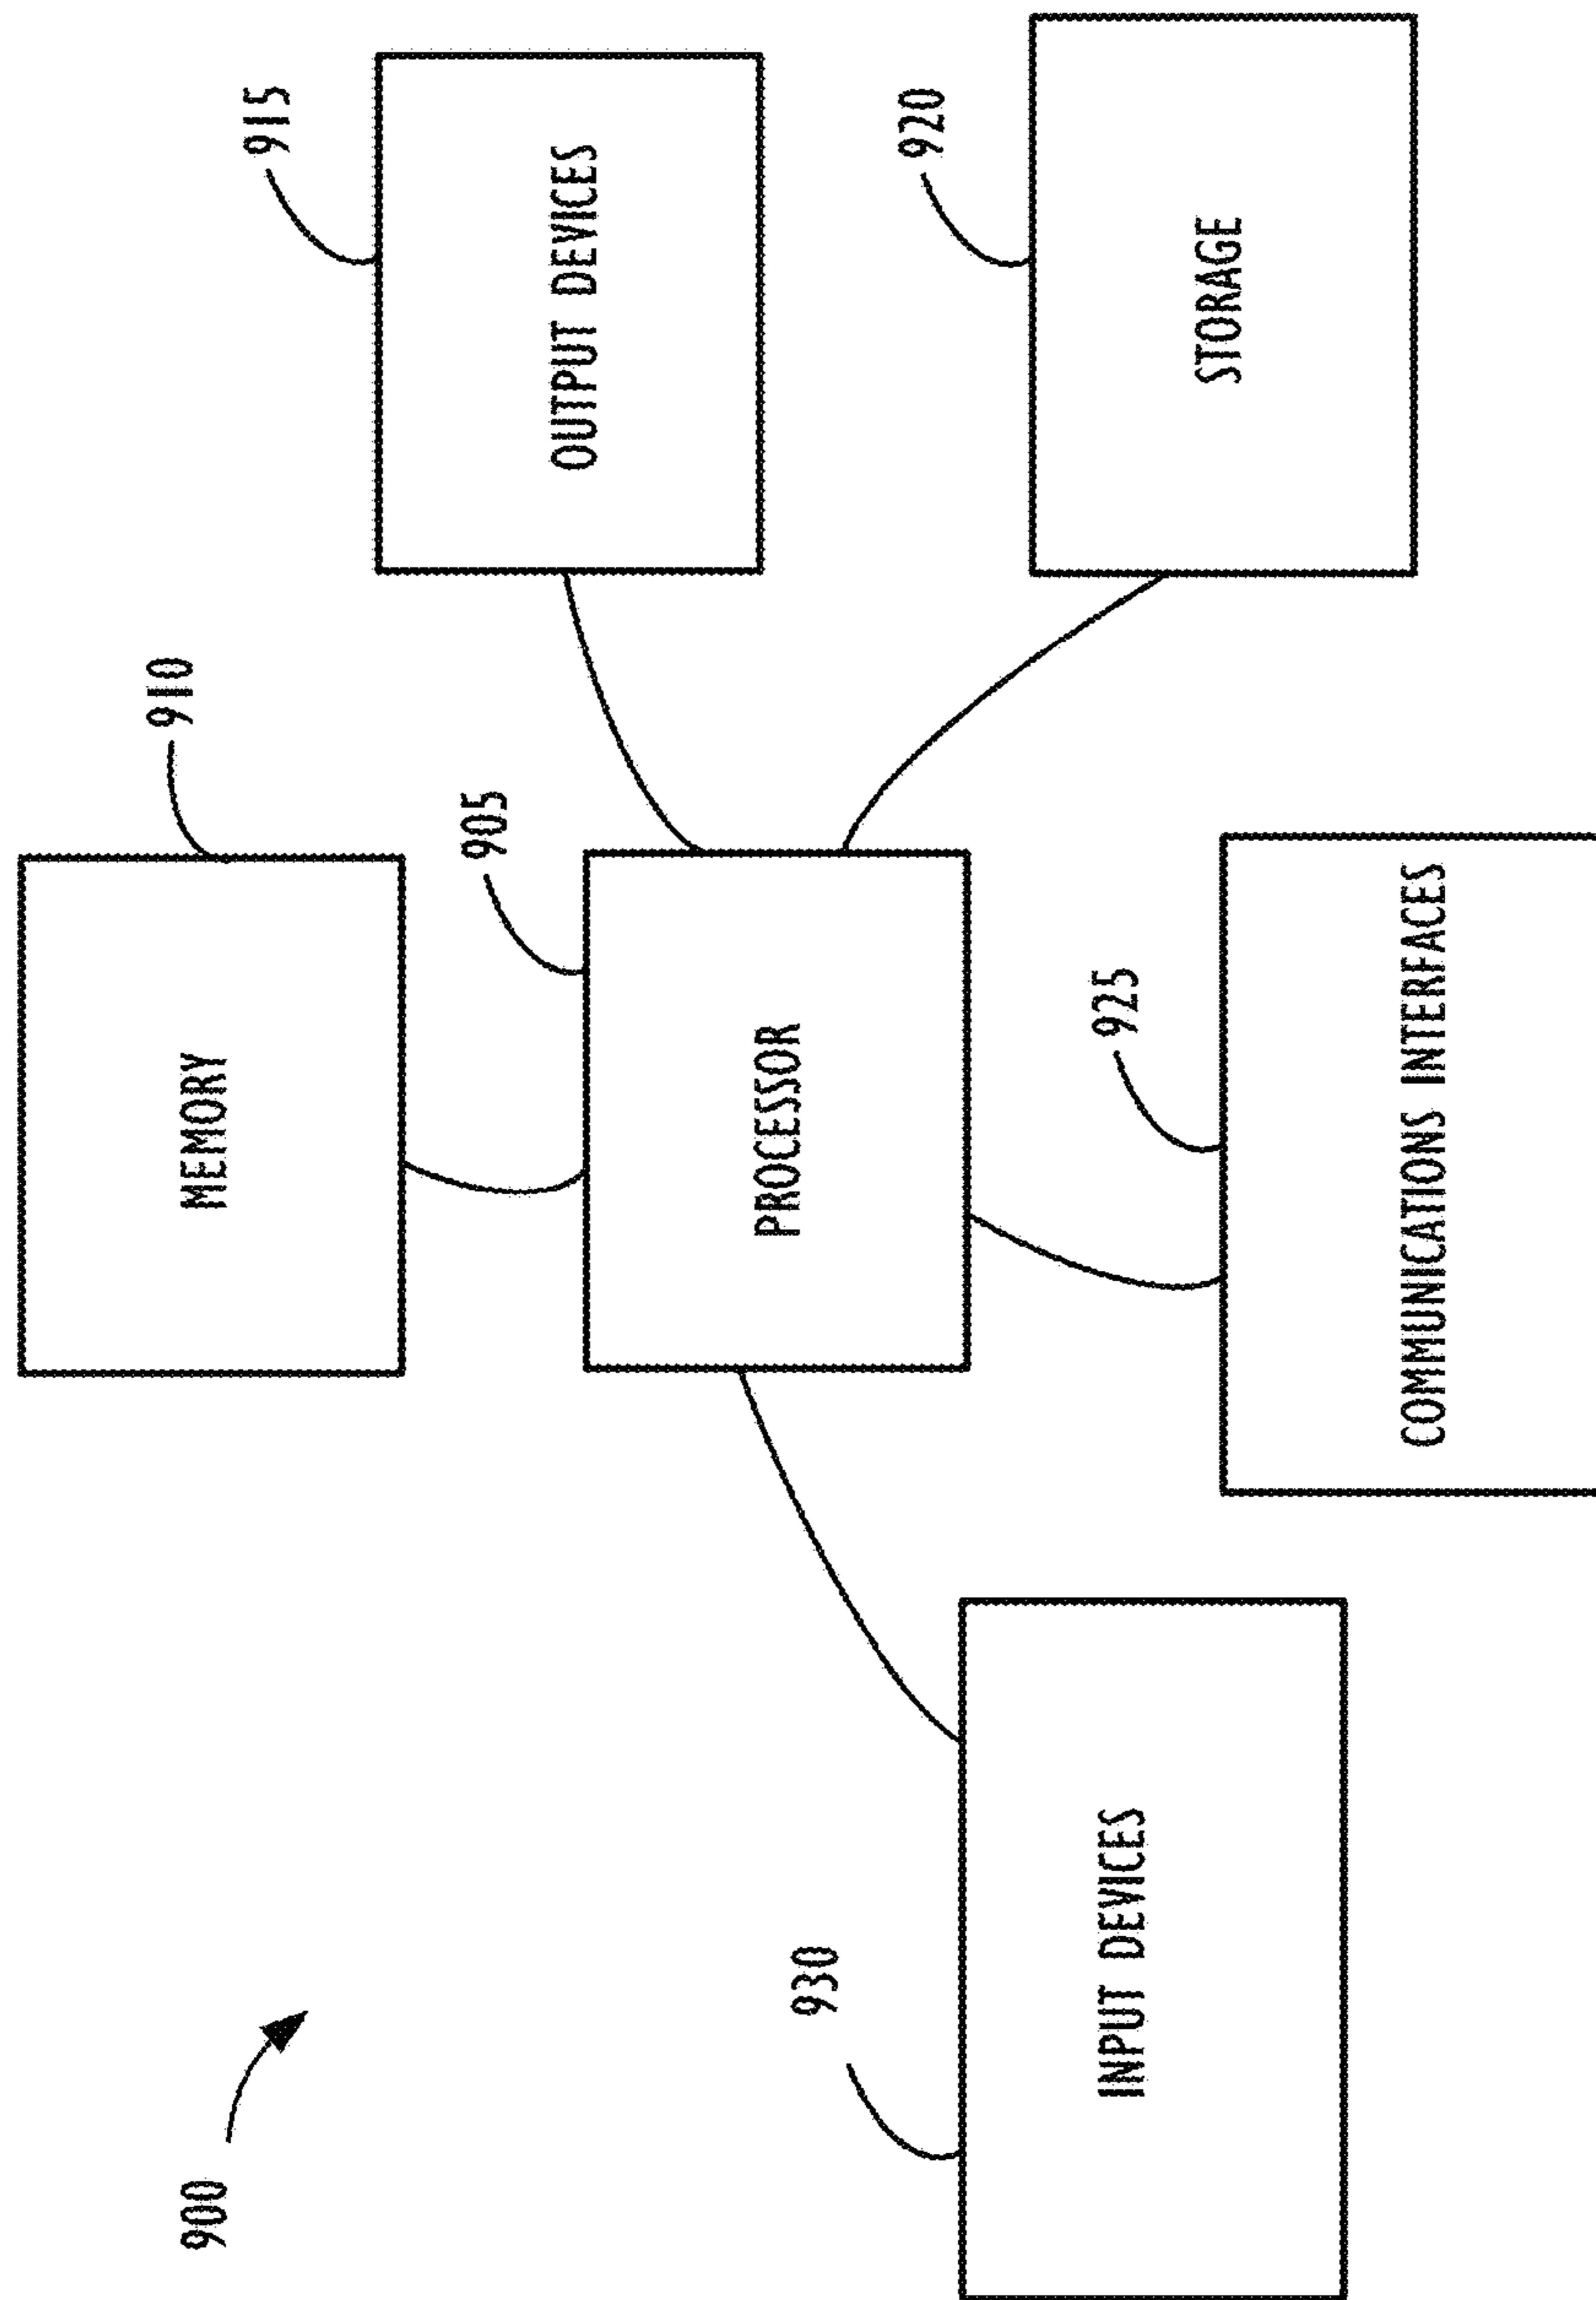 900
910
MEMORY
915
OUTPUT DEVICES
905
PROCESSOR
930
INPUT DEVICES
920
STORAGE
925
COMMUNICATIONS INTERFACES